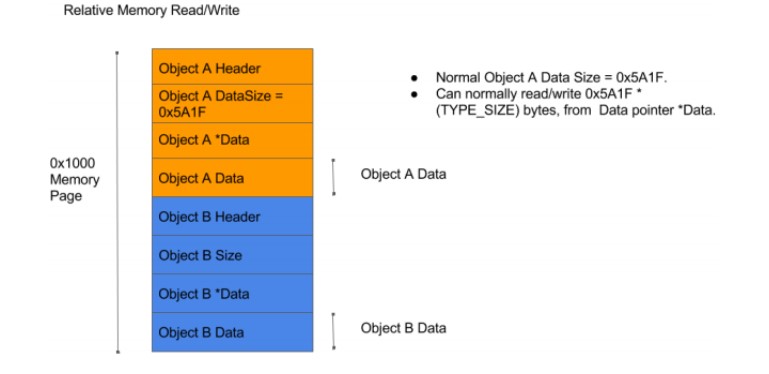 Relative Memory Read/Write
Object A Header
Object A DataSize =
0x5A1F
Object A *Data
Object A Data
Object B Header
Object B Size
Object B *Data
Object B Data
0x1000
Memory
Page
Object A Data
Object B Data
● Normal Object A Data Size = 0x5A1F.
● Can normally read/write 0x5A1F *
(TYPE_SIZE) bytes, from  Data pointer *Data.